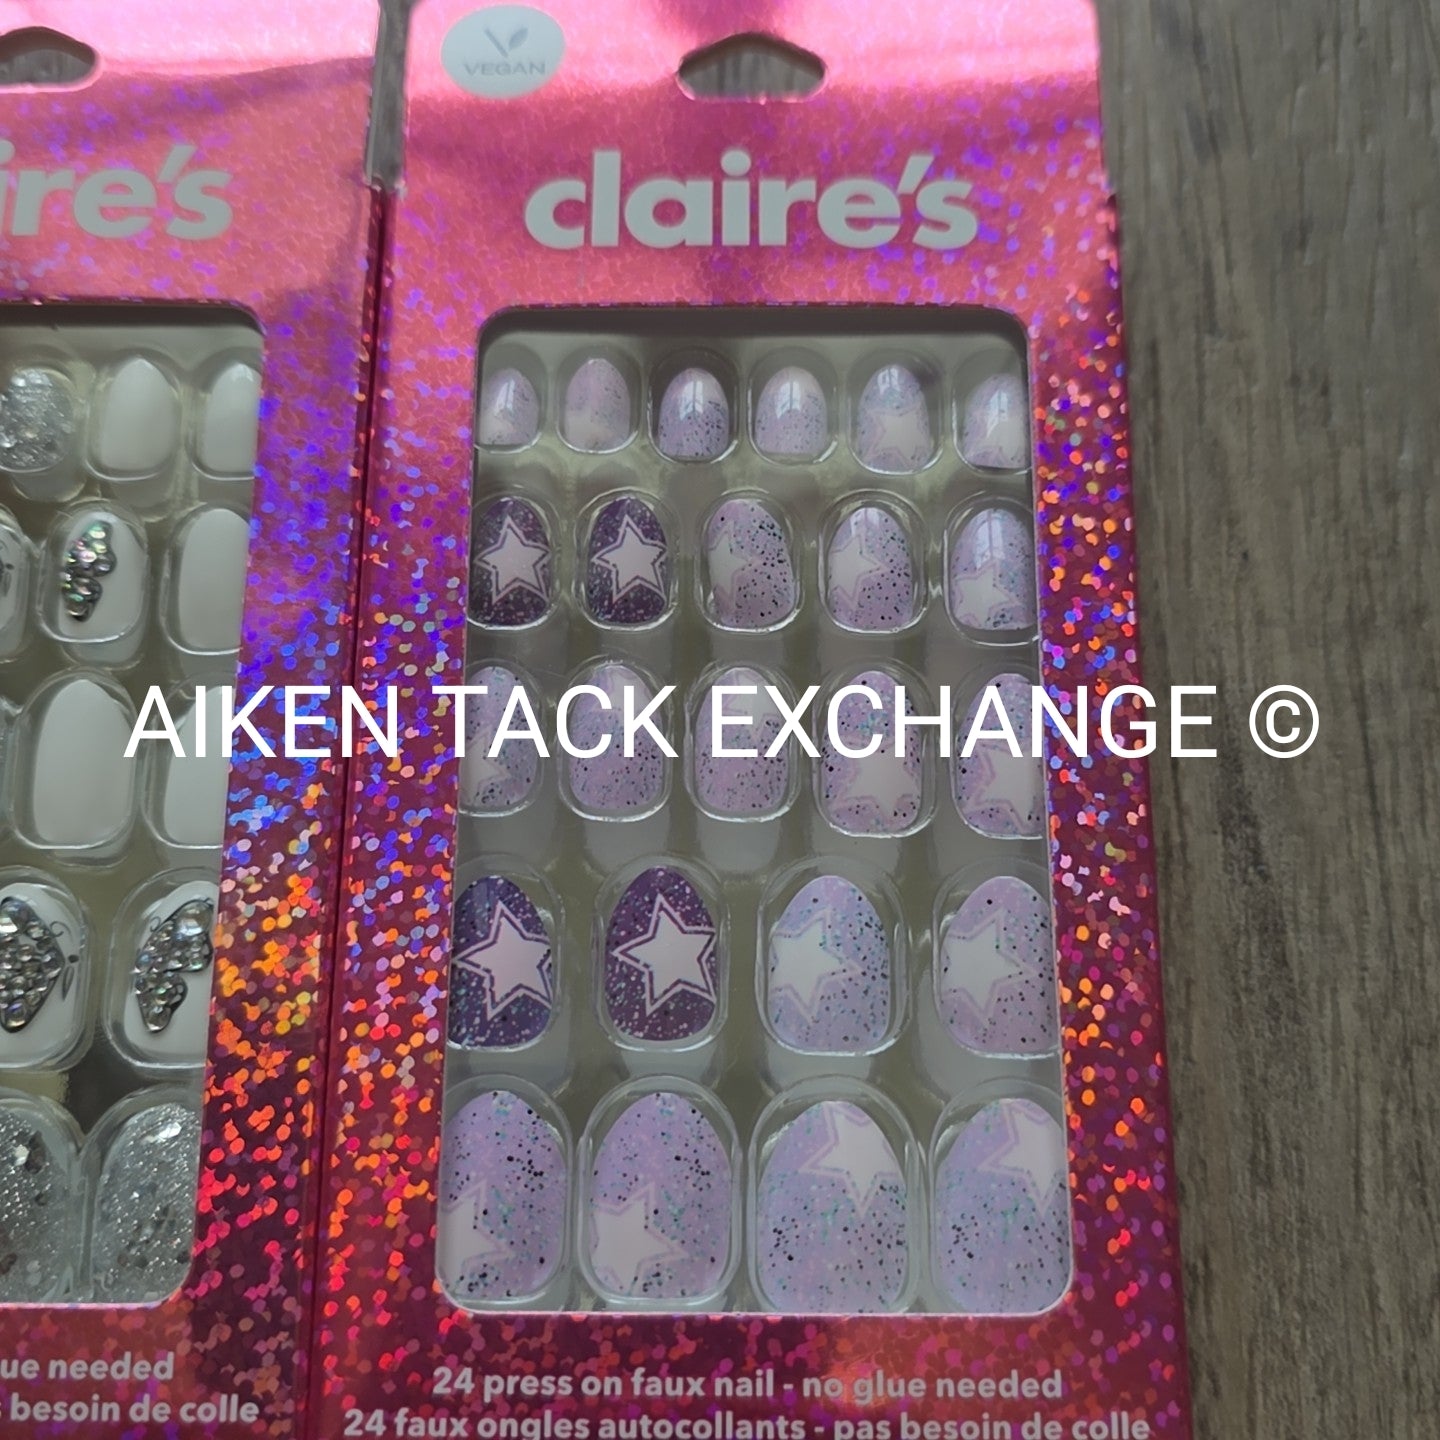 VEGAN
ire's
claire's
AIKEN TACK EXCHANGE ©
ue needed
besoin de colle
24 press on faux nail - no glue needed
24 faux ongles autocollants - pas besoin de colle